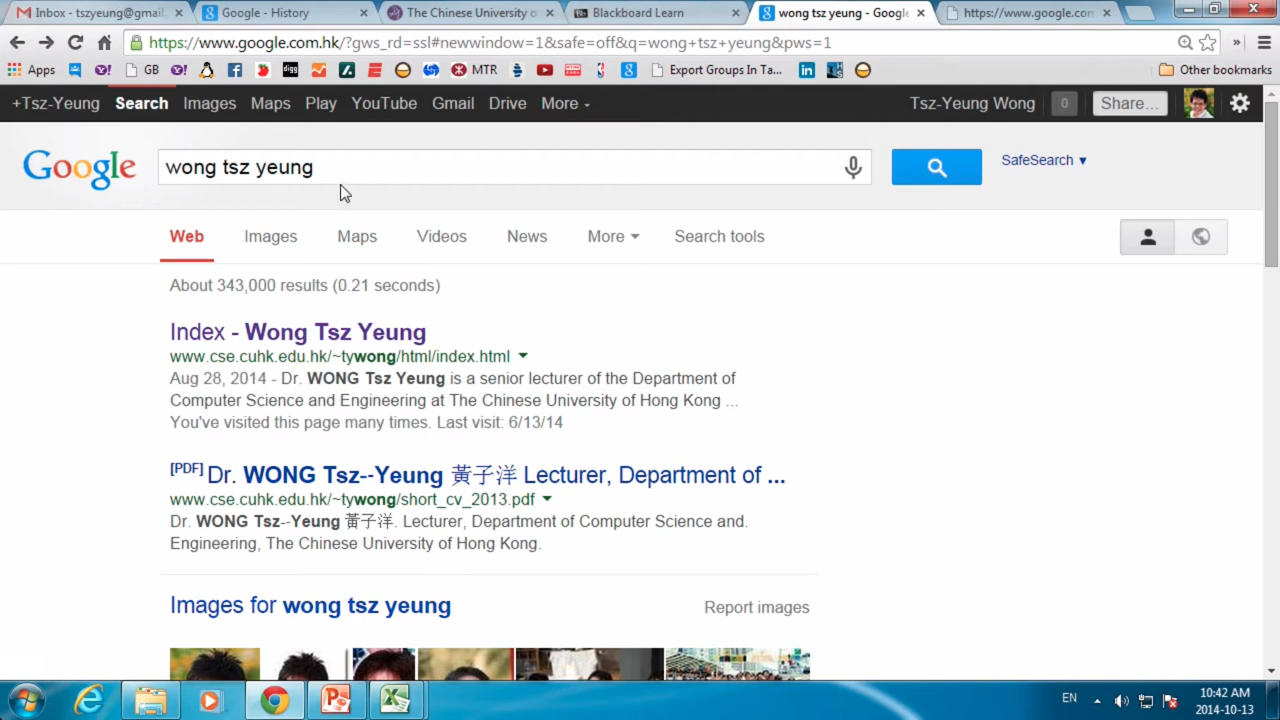 Inbox - tszyeung@gmail.
Google - History
The Chinese University o
Blackboard Learn
wong tsz yeung - Google
https://www.google.com
https://www.google.com.hk/?gws_rd=ssl#newwindow=1&safe=off&q=wong+tsz+yeung&pws=1
Apps
GB
digg
MTR
Export Groups In Ta...
Other bookmarks
+Tsz-Yeung Search Images Maps Play YouTube Gmail Drive More
Tsz-Yeung Wong 0 Share...
Google
wong tsz yeung
SafeSearch ▼
Web Images Maps Videos News More Search tools
About 343,000 results (0.21 seconds)
Index - Wong Tsz Yeung
www.cse.cuhk.edu.hk/~tywong/html/index.html
Aug 28, 2014 - Dr. WONG Tsz Yeung is a senior lecturer of the Department of
Computer Science and Engineering at The Chinese University of Hong Kong ...
You've visited this page many times. Last visit: 6/13/14
[PDF] Dr. WONG Tsz--Yeung 黃子洋 Lecturer, Department of ...
www.cse.cuhk.edu.hk/~tywong/short_cv_2013.pdf
Dr. WONG Tsz--Yeung 黃子洋. Lecturer, Department of Computer Science and.
Engineering, The Chinese University of Hong Kong.
Images for wong tsz yeung
Report images
EN
10:42 AM
2014-10-13